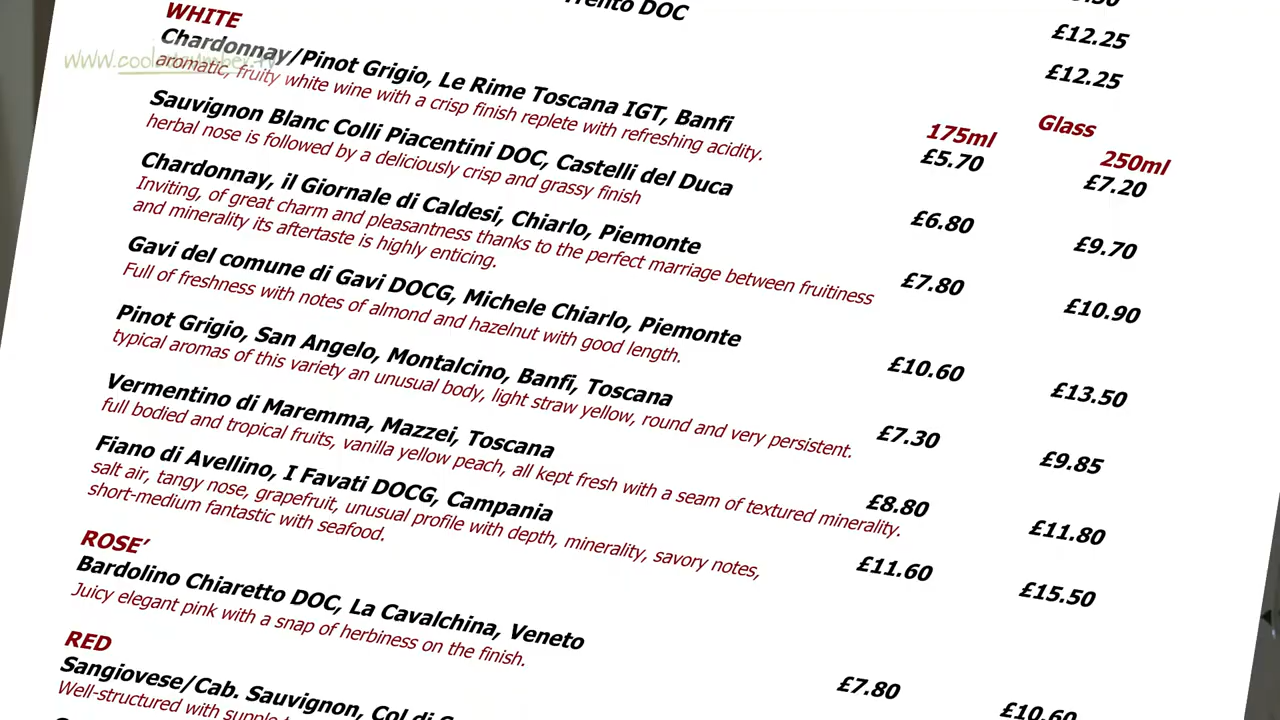 Trento DOC
£12.25
£12.25
WHITE
Glass
175ml 250ml
Chardonnay/Pinot Grigio, Le Rime Toscana IGT, Banfi £5.70 £7.20
aromatic, fruity white wine with a crisp finish replete with refreshing acidity.
Sauvignon Blanc Colli Piacentini DOC, Castelli del Duca £6.80 £9.70
herbal nose is followed by a deliciously crisp and grassy finish
Chardonnay, il Giornale di Caldesi, Chiarlo, Piemonte £7.80 £10.90
Inviting, of great charm and pleasantness thanks to the perfect marriage between fruitiness
and minerality its aftertaste is highly enticing.
Gavi del comune di Gavi DOCG, Michele Chiarlo, Piemonte £10.60 £13.50
Full of freshness with notes of almond and hazelnut with good length.
Pinot Grigio, San Angelo, Montalcino, Banfi, Toscana £7.30 £9.85
typical aromas of this variety an unusual body, light straw yellow, round and very persistent.
Vermentino di Maremma, Mazzei, Toscana £8.80 £11.80
full bodied and tropical fruits, vanilla yellow peach, all kept fresh with a seam of textured minerality.
Fiano di Avellino, I Favati DOCG, Campania £11.60 £15.50
salt air, tangy nose, grapefruit, unusual profile with depth, minerality, savory notes,
short-medium fantastic with seafood.
ROSE’
Bardolino Chiaretto DOC, La Cavalchina, Veneto £7.80 £10.60
Juicy elegant pink with a snap of herbiness on the finish.
RED
Sangiovese/Cab. Sauvignon, Col di
Well-structured with supple